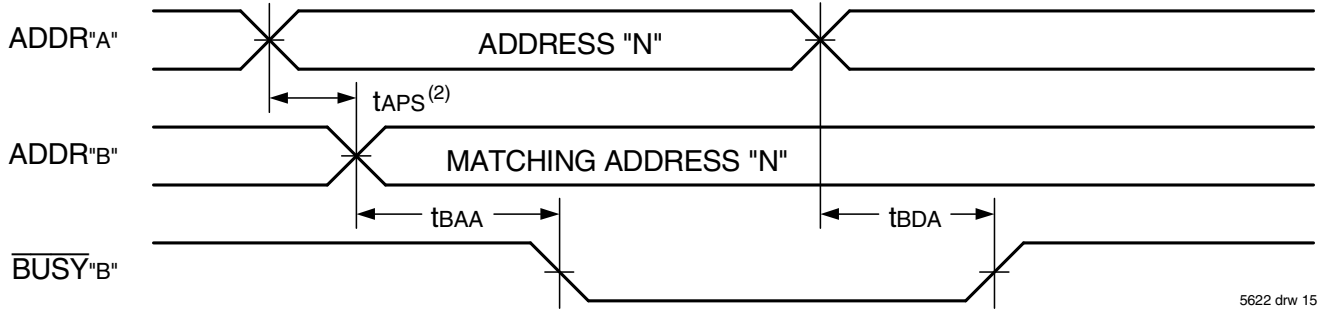 ADDR"A"
ADDRESS "N"
tAPS(2)
ADDR"B"
MATCHING ADDRESS "N"
tBAA
tBDA
BUSY"B"
5622 drw 15